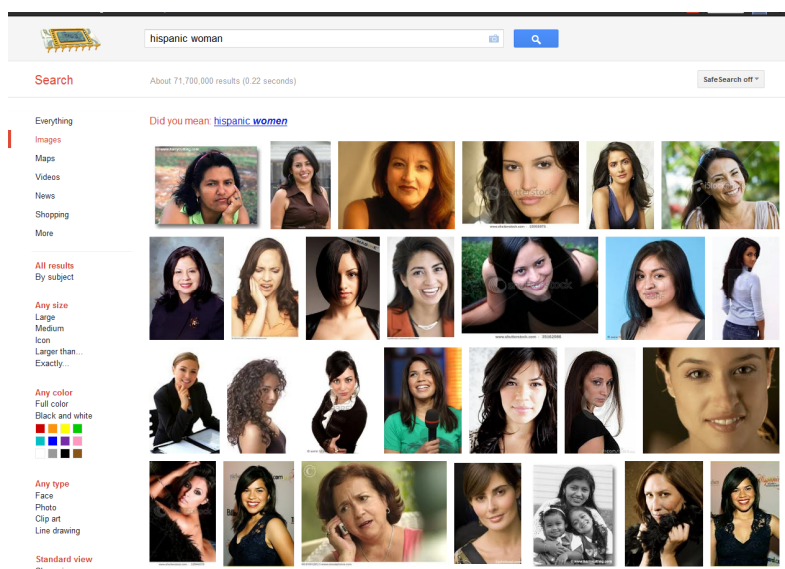 hispanic woman
Search
About 71,700,000 results (0.22 seconds)
SafeSearch off
Everything
Images
Maps
Videos
News
Shopping
More
Did you mean: hispanic women
All results
By subject
Any size
Large
Medium
Icon
Larger than...
Exactly...
Any color
Full color
Black and white
Any type
Face
Photo
Clip art
Line drawing
Standard view